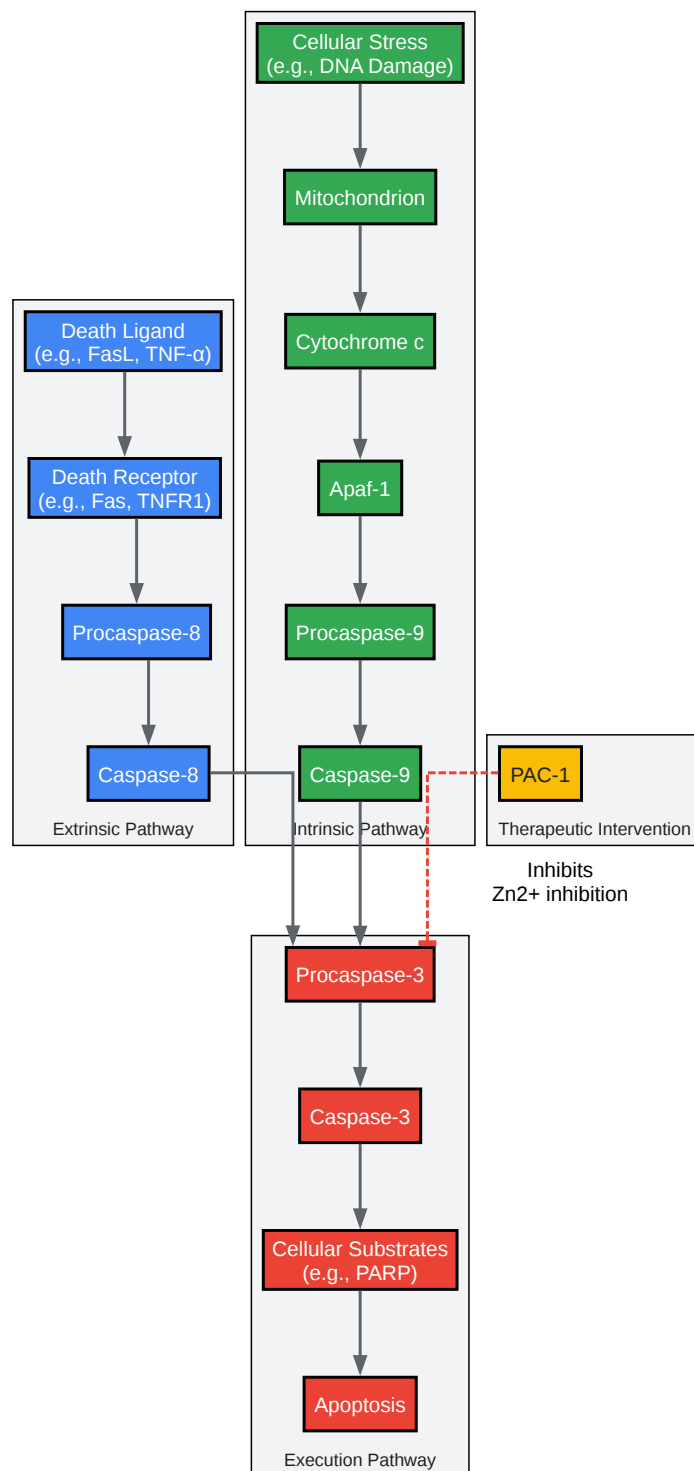 Cellular Stress
(e.g., DNA Damage)
Mitochondrion
Cytochrome c
Apaf-1
Procaspase-9
Caspase-9
Intrinsic Pathway
Death Ligand
(e.g., FasL, TNF-α)
Death Receptor
(e.g., Fas, TNFR1)
Procaspase-8
Caspase-8
Extrinsic Pathway
PAC-1
Therapeutic Intervention
Inhibits
Zn2+ inhibition
Procaspase-3
Caspase-3
Cellular Substrates
(e.g., PARP)
Apoptosis
Execution Pathway